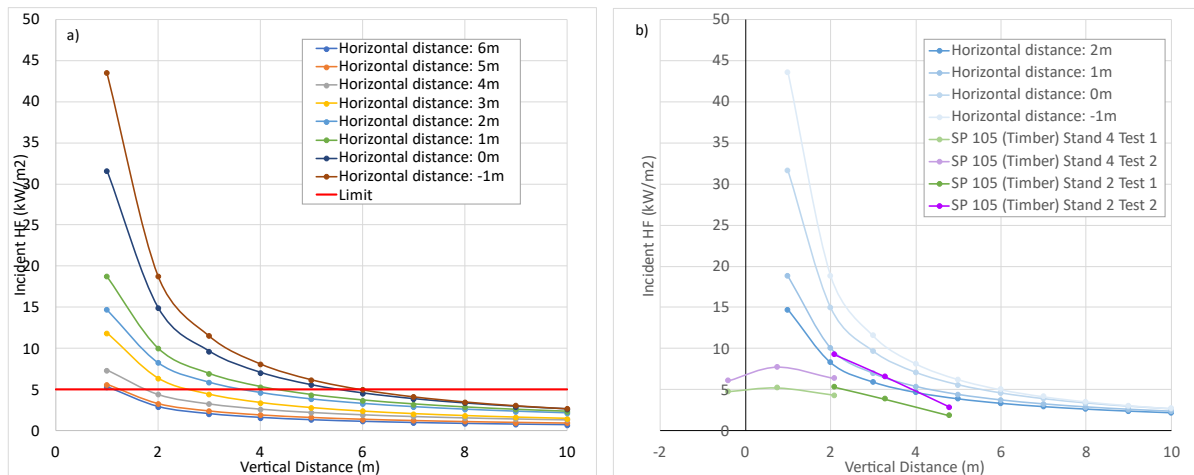 a)
50
45
40
35
30
25
20
15
10
5
0
Incident HF (kW/m2)
Horizontal distance: 6m
Horizontal distance: 5m
Horizontal distance: 4m
Horizontal distance: 3m
Horizontal distance: 2m
Horizontal distance: 1m
Horizontal distance: 0m
Horizontal distance: -1m
Limit
0 2 4 6 8 10
Vertical Distance (m)
b)
50
45
40
35
30
25
20
15
10
5
0
Incident HF (kW/m2)
Horizontal distance: 2m
Horizontal distance: 1m
Horizontal distance: 0m
Horizontal distance: -1m
SP 105 (Timber) Stand 4 Test 1
SP 105 (Timber) Stand 4 Test 2
SP 105 (Timber) Stand 2 Test 1
SP 105 (Timber) Stand 2 Test 2
-2 0 2 4 6 8 10
Vertical Distance (m)